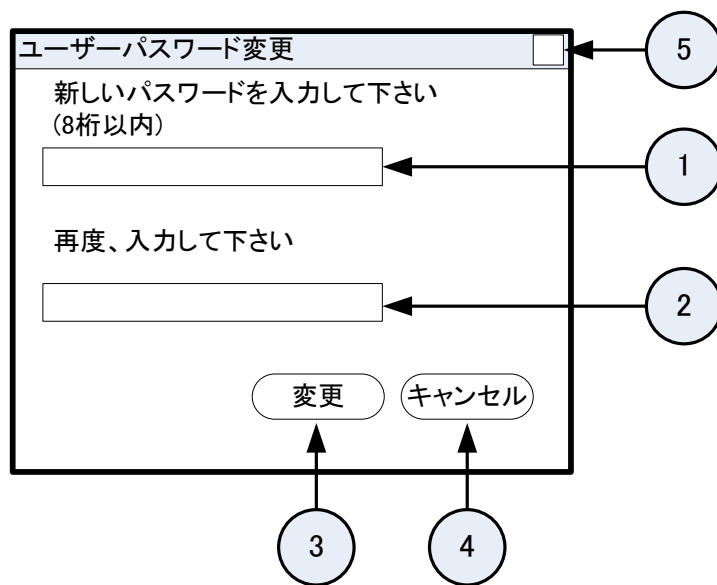 ユーザーパスワード変更
5
新しいパスワードを入力して下さい
(8桁以内)
1
再度、入力して下さい
2
変更
キャンセル
3
4